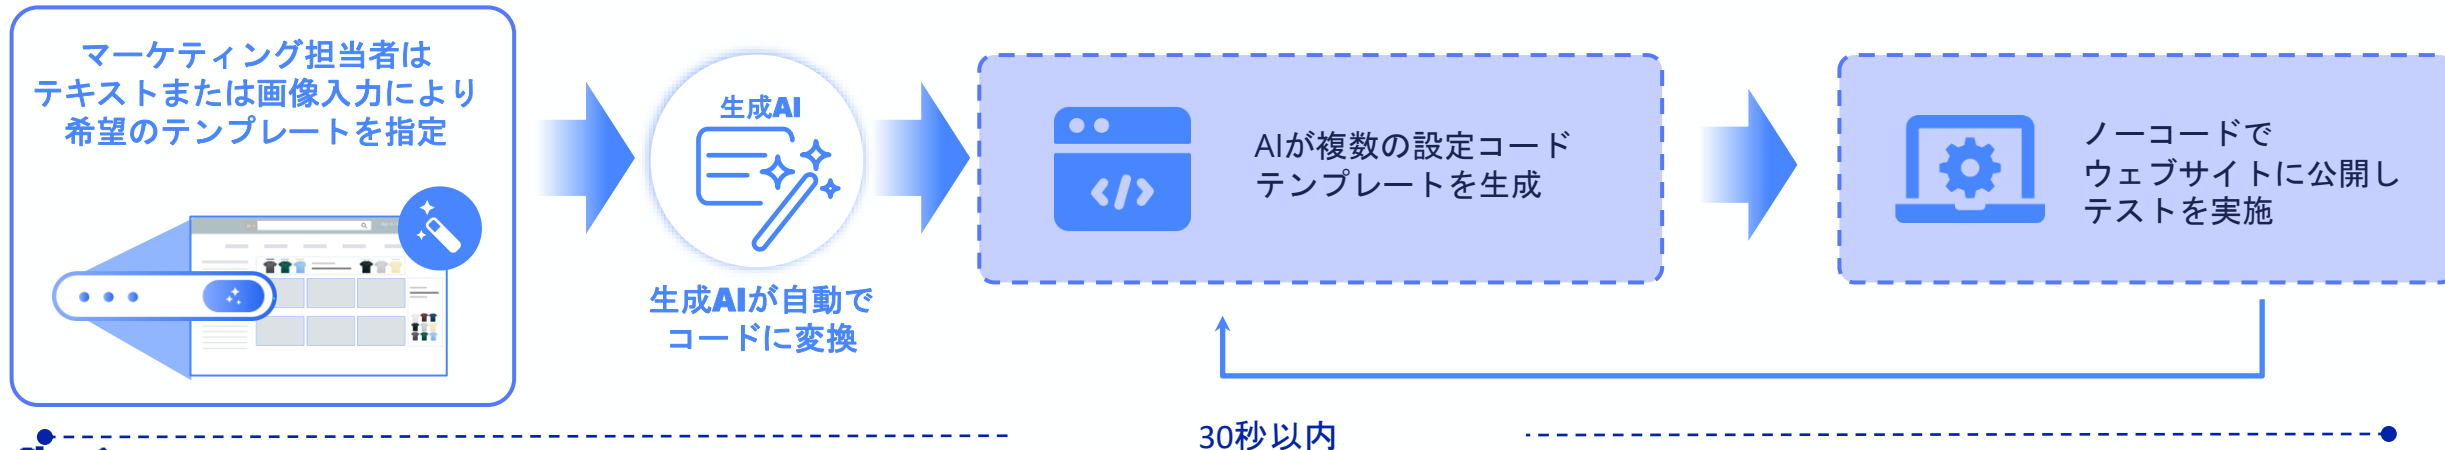 マーケティング担当者は
テキストまたは画像入力により
希望のテンプレートを指定
生成AI
生成AIが自動で
コードに変換
AIが複数の設定コード
テンプレートを生成
ノーコードで
ウェブサイトに公開し
テストを実施
30秒以内